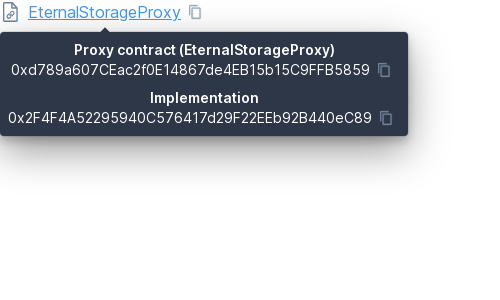 EternalStorageProxy
Proxy contract (EternalStorageProxy)
0xd789a607CEac2f0E14867de4EB15b15C9FFB5859
Implementation
0x2F4F4A52295940C576417d29F22EEb92B440eC89